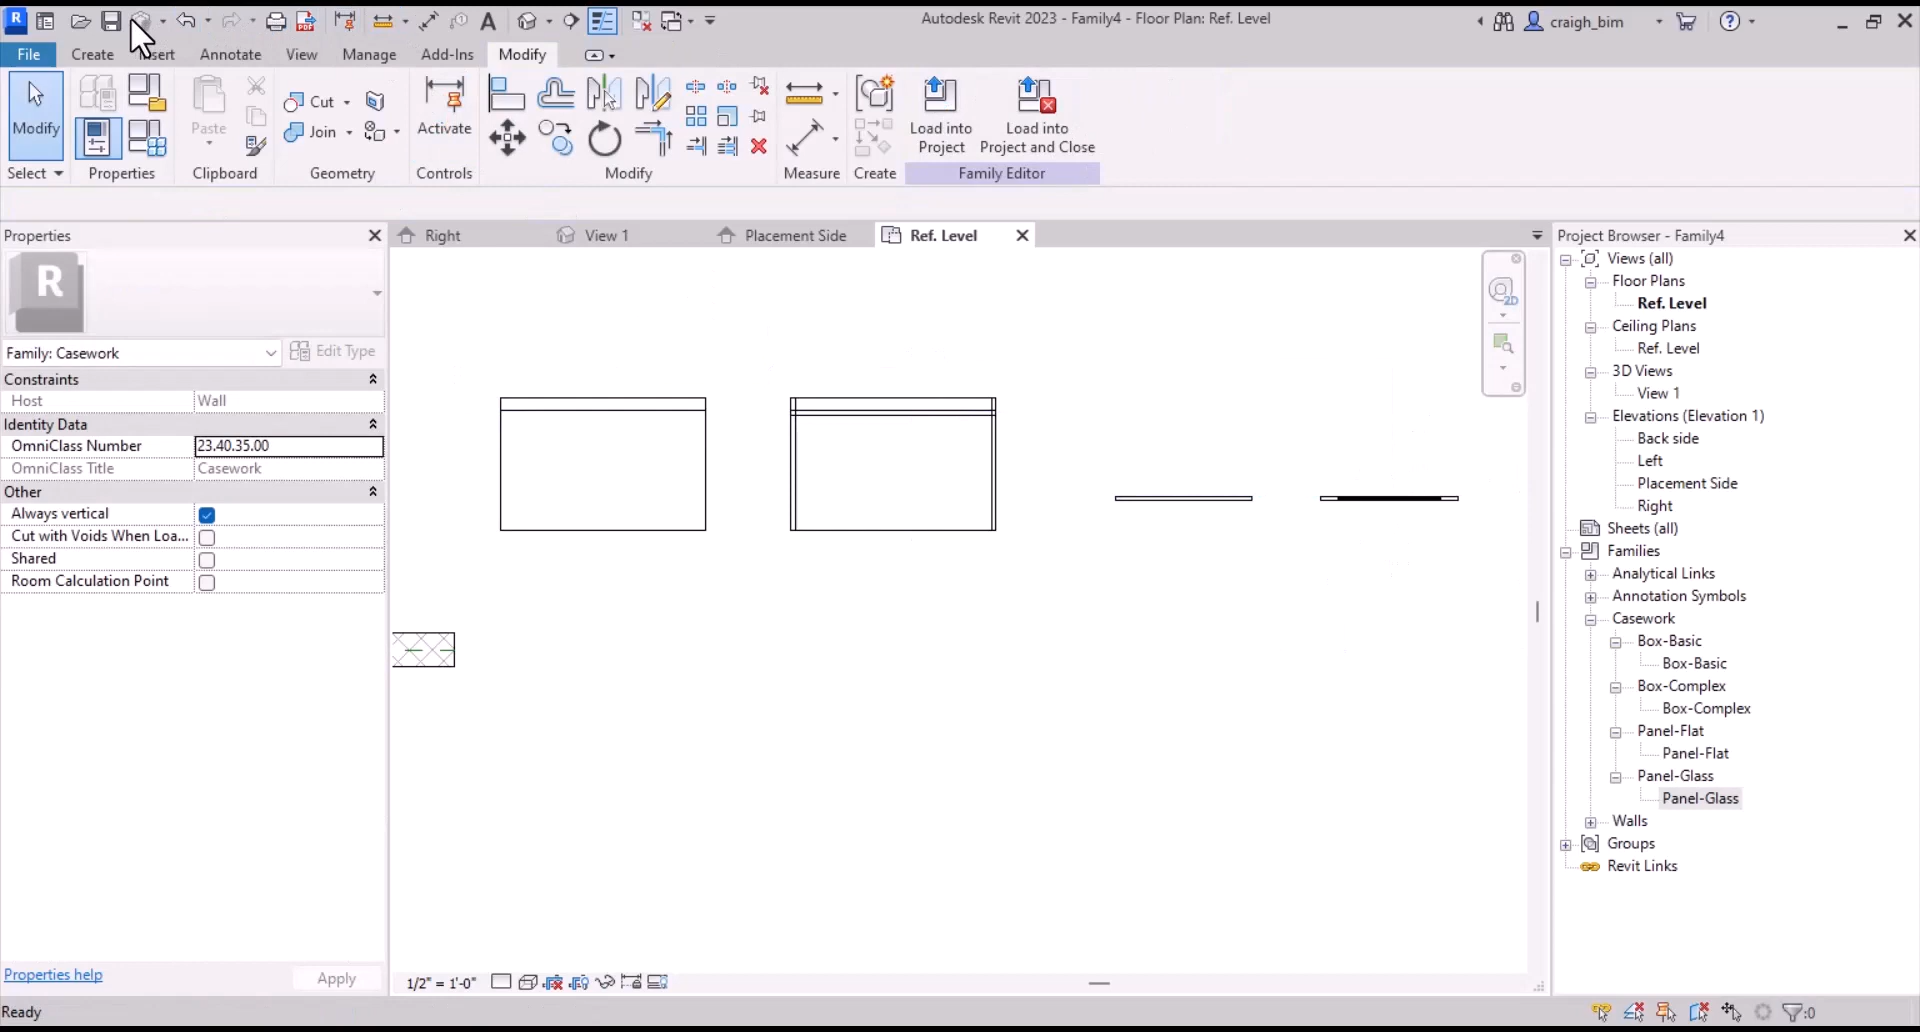 Autodesk Revit 2023 - Family4 - Floor Plan: Ref. Level
craigh_bim
File Create Insert Annotate View Manage Add-Ins Modify
Modify
Paste
Cut
Join
Activate
Load into
Project
Load into
Project and Close
Select Properties Clipboard Geometry Controls Modify Measure Create Family Editor
Properties
R
Family: Casework
Edit Type
Constraints
Host Wall
Identity Data
OmniClass Number 23.40.35.00
OmniClass Title Casework
Other
Always vertical
Cut with Voids When Loa...
Shared
Room Calculation Point
Properties help
Apply
Ready
Right View 1 Placement Side Ref. Level
2D
1/2" = 1'-0"
Project Browser - Family4
Views (all)
Floor Plans
Ref. Level
Ceiling Plans
Ref. Level
3D Views
View 1
Elevations (Elevation 1)
Back side
Left
Placement Side
Right
Sheets (all)
Families
Analytical Links
Annotation Symbols
Casework
Box-Basic
Box-Basic
Box-Complex
Box-Complex
Panel-Flat
Panel-Flat
Panel-Glass
Panel-Glass
Walls
Groups
Revit Links
:0